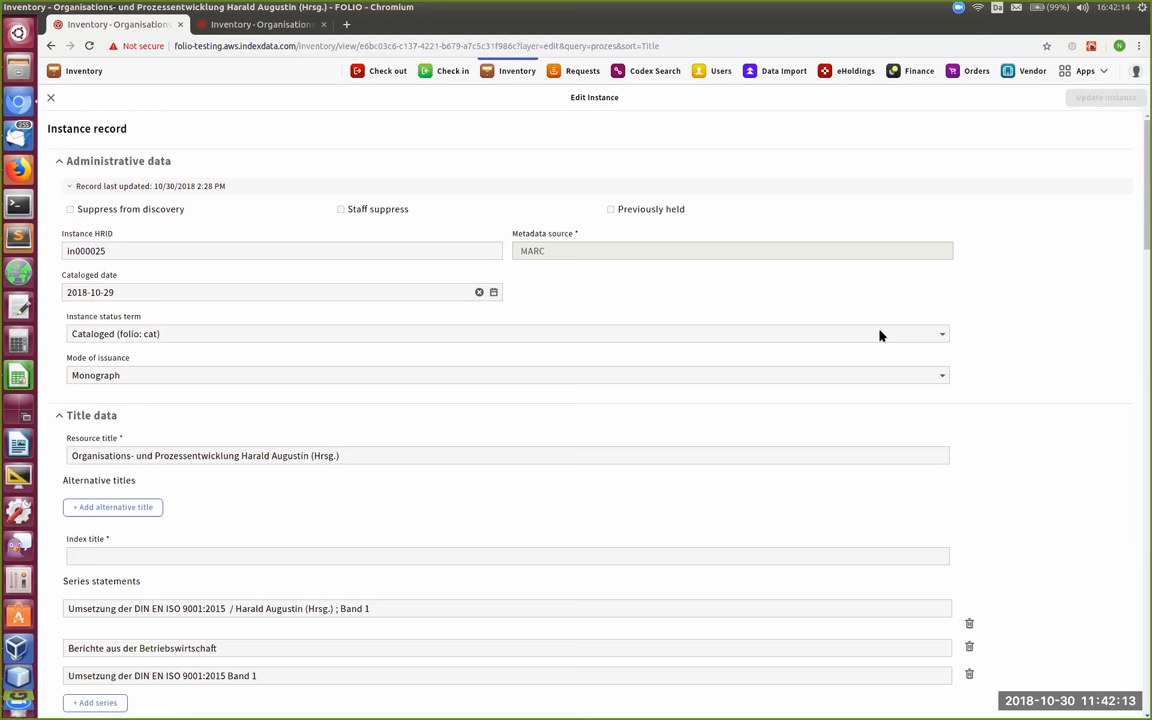 Inventory - Organisations- und Prozessentwicklung Harald Augustin (Hrsg.) - FOLIO - Chromium
Da
(99%)
16:42:14
Inventory - Organisation
Inventory - Organisations
Not secure
folio-testing.aws.indexdata.com/inventory/view/e6bc03c6-c137-4221-b679-a7c5c31f986c?layer=edit&query=prozes&sort=Title
N
Inventory
Check out
Check in
Inventory
Requests
Codex Search
Users
Data Import
eHoldings
Finance
Orders
Vendor
Apps
Edit Instance
Update instance
Instance record
Administrative data
Record last updated: 10/30/2018 2:28 PM
Suppress from discovery
Staff suppress
Previously held
Instance HRID
Metadata source *
in000025
MARC
Cataloged date
2018-10-29
Instance status term
Cataloged (folio: cat)
Mode of issuance
Monograph
Title data
Resource title *
Organisations- und Prozessentwicklung Harald Augustin (Hrsg.)
Alternative titles
+ Add alternative title
Index title *
Series statements
Umsetzung der DIN EN ISO 9001:2015 / Harald Augustin (Hrsg.) ; Band 1
Berichte aus der Betriebswirtschaft
Umsetzung der DIN EN ISO 9001:2015 Band 1
+ Add series
2018-10-30 11:42:13